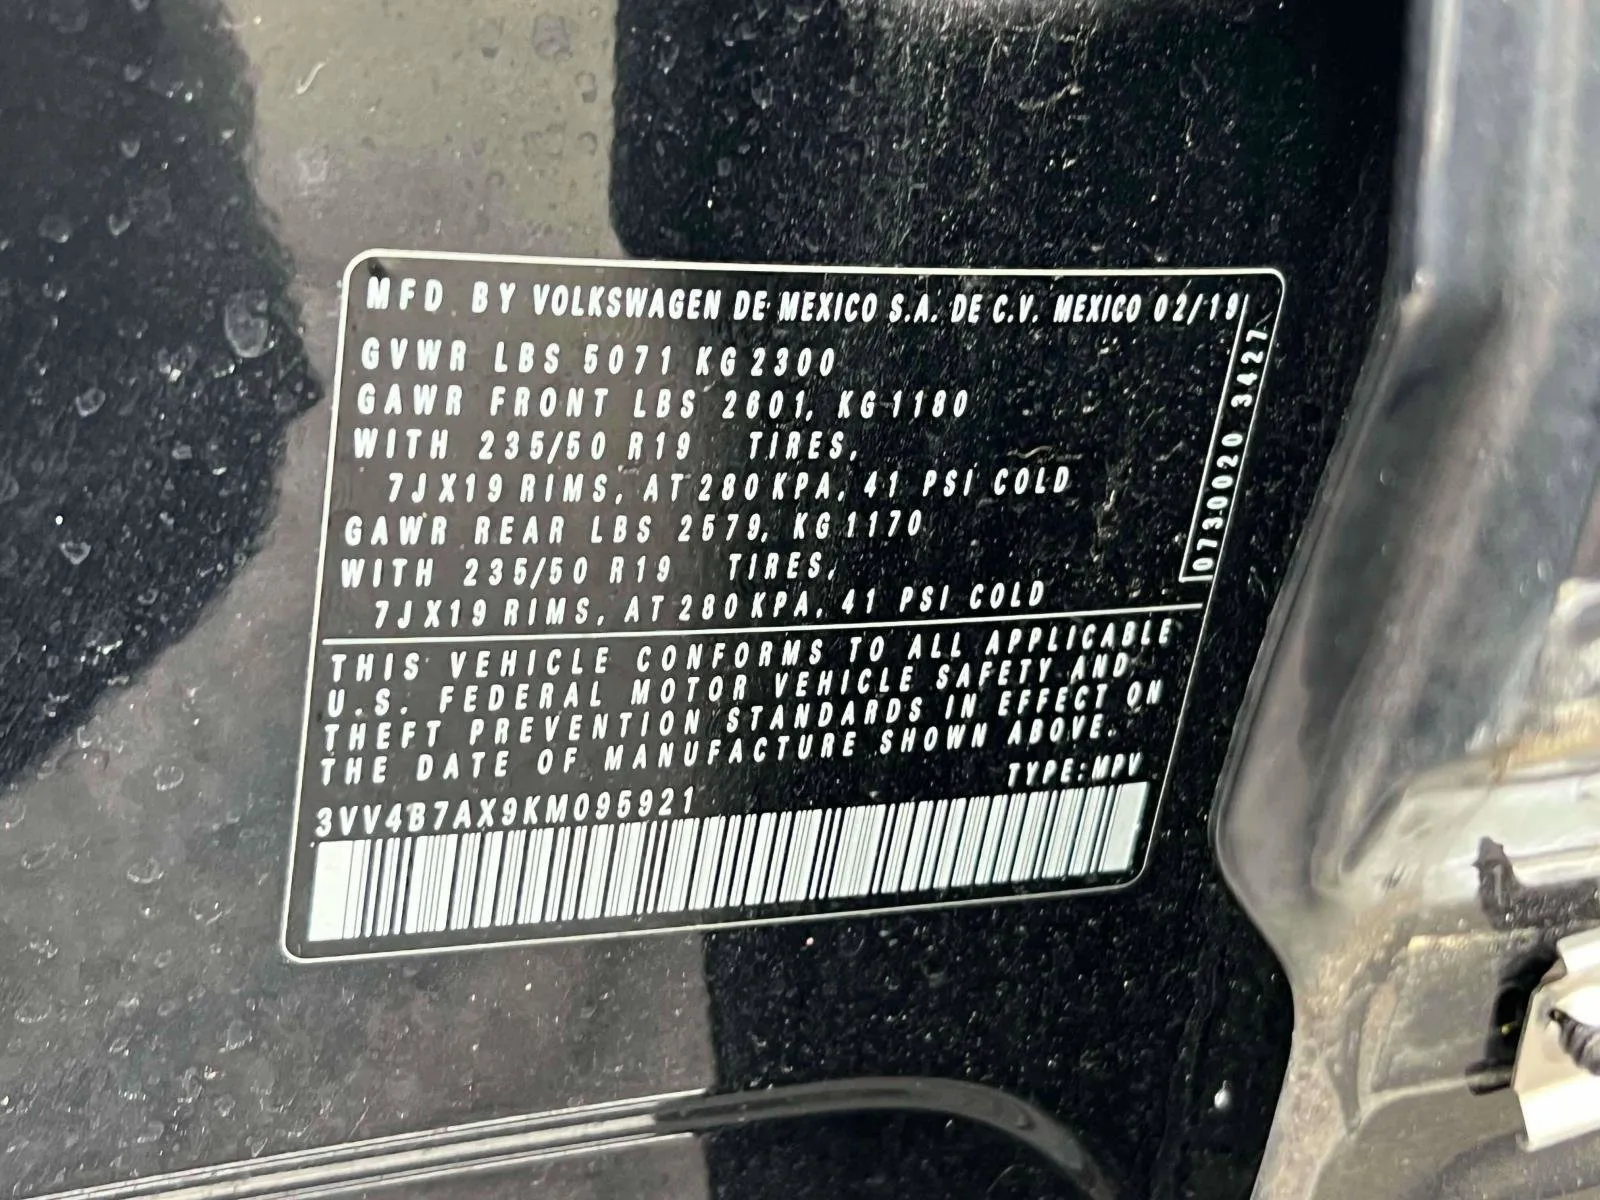 MFD. BY VOLKSWAGEN DE MEXICO S.A. DE C.V. MEXICO 02/19
GVWR LBS 5071 KG 2300
GAWR FRONT LBS 2601, KG 1180
WITH 235/50 R19 TIRES,
7JX19 RIMS, AT 280 KPA, 41 PSI COLD
GAWR REAR LBS 2579, KG 1170
WITH 235/50 R19 TIRES,
7JX19 RIMS, AT 280 KPA, 41 PSI COLD
0730020 3427
THIS VEHICLE CONFORMS TO ALL APPLICABLE
U.S. FEDERAL MOTOR VEHICLE SAFETY AND
THEFT PREVENTION STANDARDS IN EFFECT ON
THE DATE OF MANUFACTURE SHOWN ABOVE.
TYPE: MPV
3VV4B7AX9KM095921